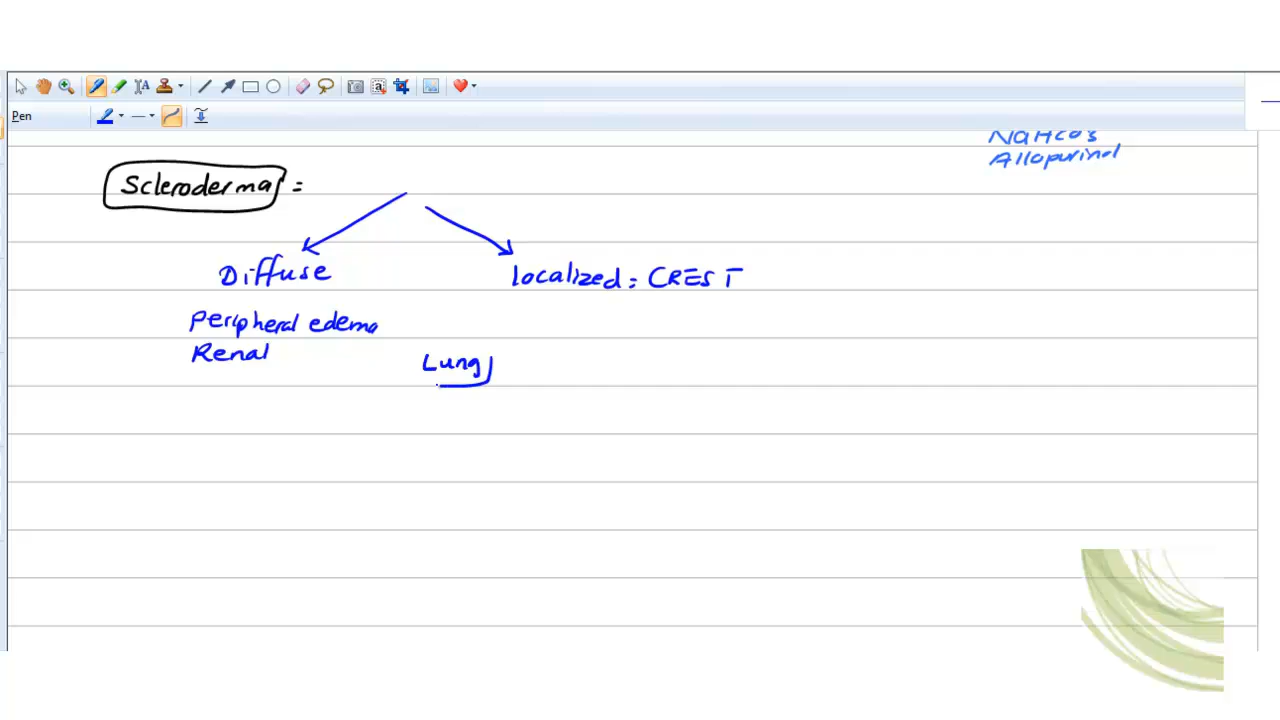 Pen
NaHCO3
Allopurinol
Scleroderma =
Diffuse
localized = CREST
Peripheral edema
Renal
Lung